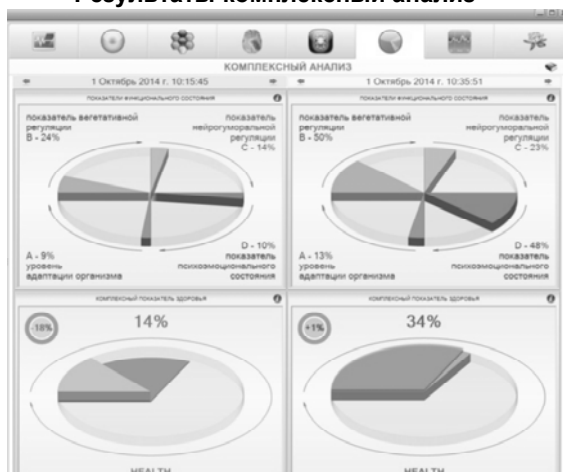 Результаты комплексный анализ
КОМПЛЕКСНЫЙ АНАЛИЗ
1 Октябрь 2014 г. 10:15:45
1 Октябрь 2014 г. 10:35:51
показатели функционального состояния
показатель вегетативной
регуляции
B - 24%
показатель
нейрогуморальной
регуляции
C - 14%
A - 9%
уровень
адаптации организма
D - 10%
показатель
психоэмоционального
состояния
показатели функционального состояния
показатель вегетативной
регуляции
B - 50%
показатель
нейрогуморальной
регуляции
C - 23%
A - 13%
уровень
адаптации организма
D - 48%
показатель
психоэмоционального
состояния
комплексный показатель здоровья
-18%
14%
HEALTH
комплексный показатель здоровья
+1%
34%
HEALTH